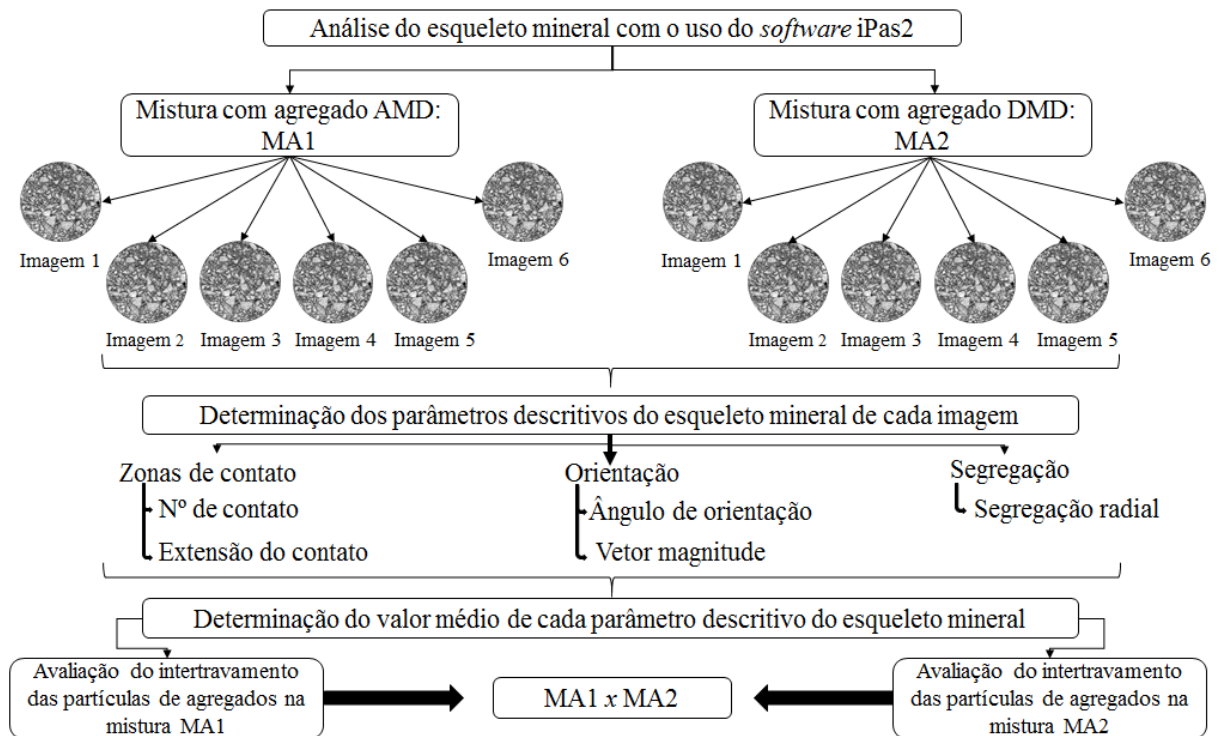 Análise do esqueleto mineral com o uso do software iPas2
Mistura com agregado AMD:
MA1
Mistura com agregado DMD:
MA2
Imagem 1
Imagem 2
Imagem 3
Imagem 4
Imagem 5
Imagem 6
Imagem 1
Imagem 2
Imagem 3
Imagem 4
Imagem 5
Imagem 6
Determinação dos parâmetros descritivos do esqueleto mineral de cada imagem
Zonas de contato
Nº de contato
Extensão do contato
Orientação
Ângulo de orientação
Vetor magnitude
Segregação
Segregação radial
Determinação do valor médio de cada parâmetro descritivo do esqueleto mineral
Avaliação do intertravamento
das partículas de agregados na
mistura MA1
MA1 x MA2
Avaliação do intertravamento
das partículas de agregados na
mistura MA2